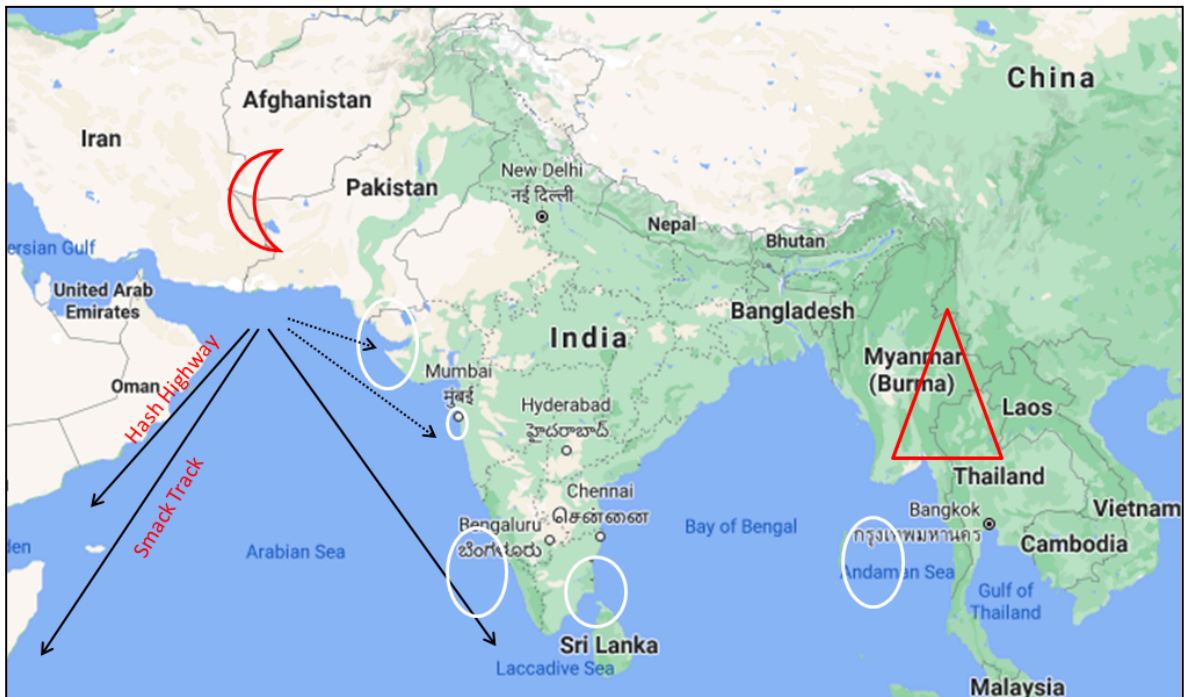 China
Afghanistan
Iran
New Delhi
नई दिल्ली
Pakistan
Nepal
Bhutan
ersian Gulf
United Arab
Emirates
Bangladesh
India
Myanmar
(Burma)
Mumbai
मुंबई
Oman
Hash Highway
Hyderabad
హైదరాబాద్
Laos
Smack Track
Thailand
Chennai
சென்னை
Bengaluru
ಬೆಂಗಳೂರು
Bay of Bengal
Bangkok
กรุงเทพมหานคร
Vietnam
den
Arabian Sea
Cambodia
Andaman Sea
Gulf of
Thailand
Sri Lanka
Laccadive Sea
Malaysia